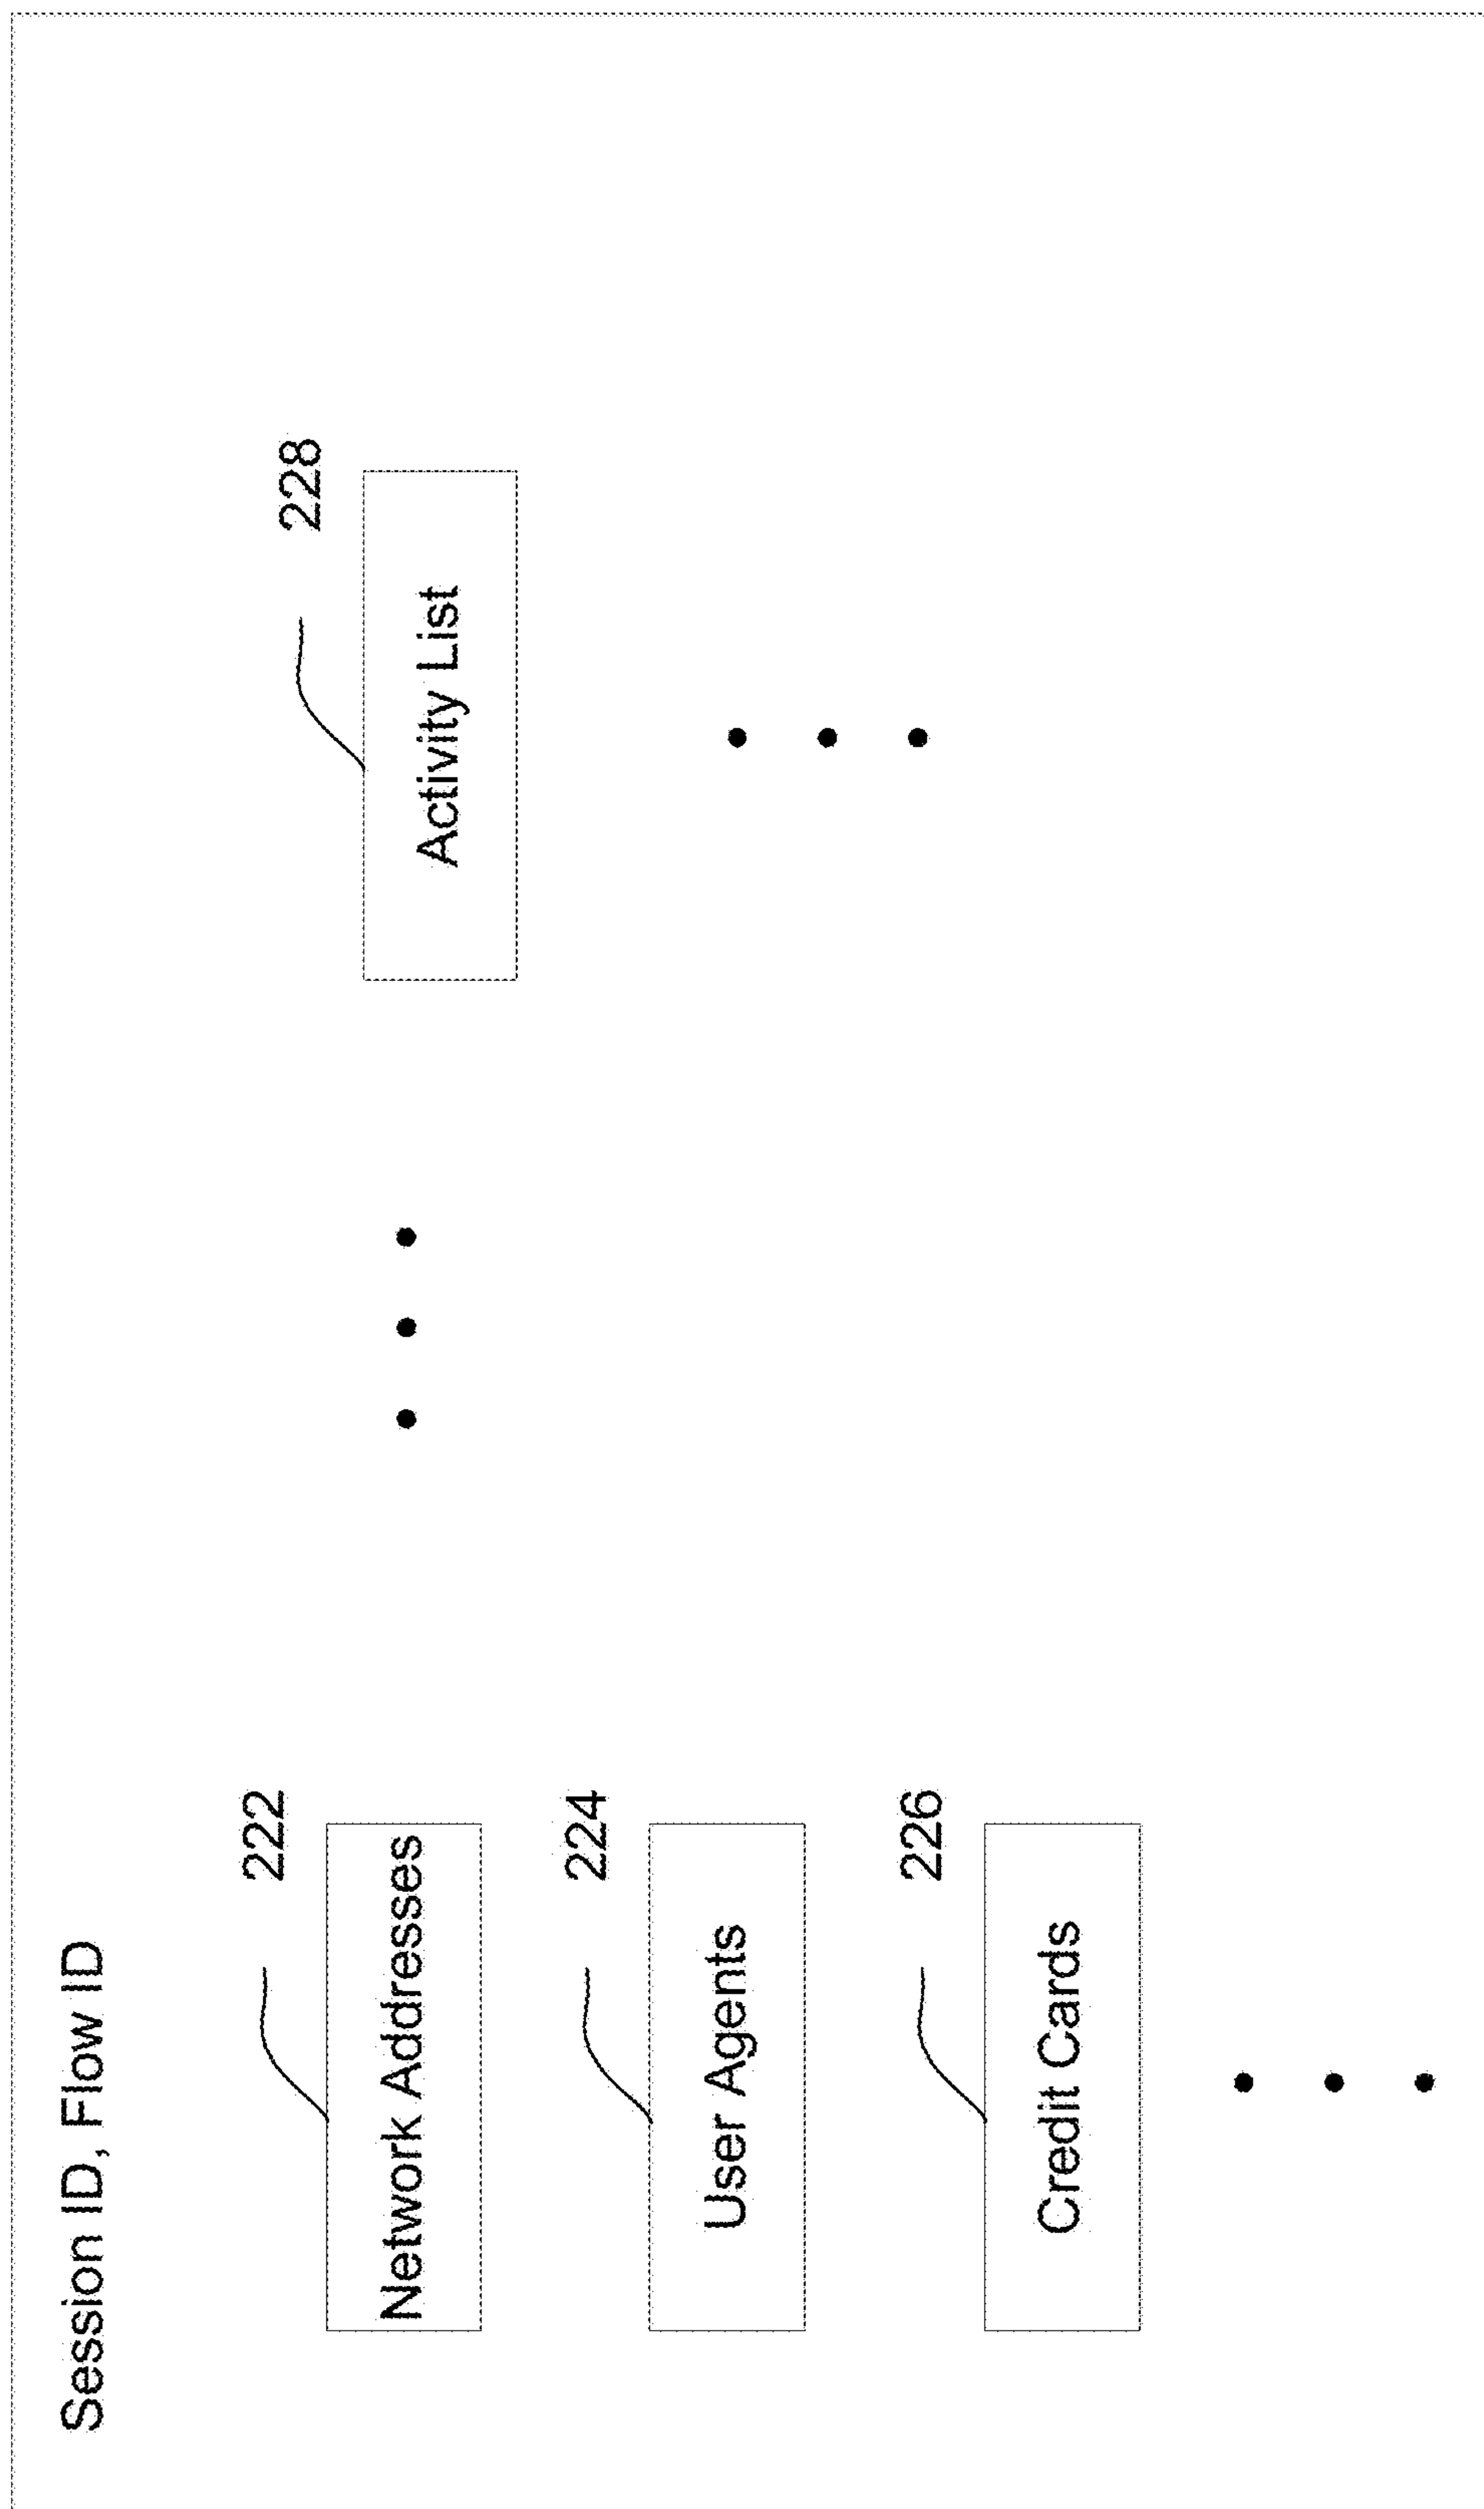 Session ID, Flow ID
222
Network Addresses
224
User Agents
226
Credit Cards
228
Activity List